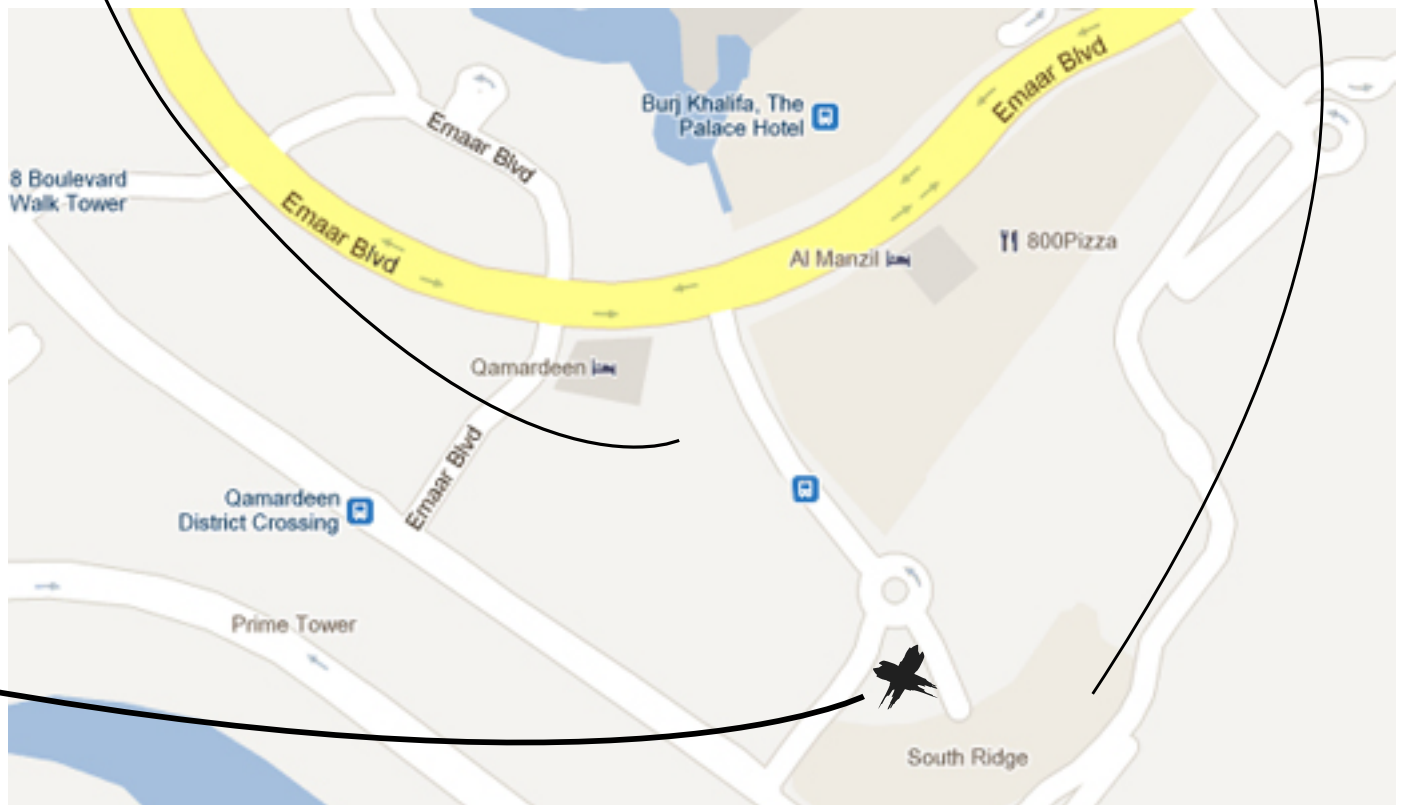 Burj Khalifa, The
Palace Hotel
Emaar Blvd
Emaar Blvd
8 Boulevard
Walk Tower
Emaar Blvd
Al Manzil
800Pizza
Qamardeen
Emaar Blvd
Qamardeen
District Crossing
Prime Tower
South Ridge